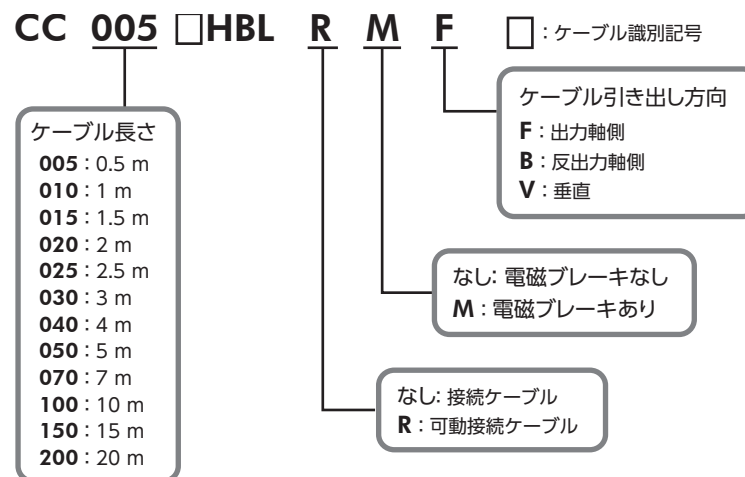 CC 005 □HBL R M F
□：ケーブル識別記号
ケーブル長さ
005：0.5 m
010：1 m
015：1.5 m
020：2 m
025：2.5 m
030：3 m
040：4 m
050：5 m
070：7 m
100：10 m
150：15 m
200：20 m
ケーブル引き出し方向
F：出力軸側
B：反出力軸側
V：垂直
なし：電磁ブレーキなし
M：電磁ブレーキあり
なし：接続ケーブル
R：可動接続ケーブル